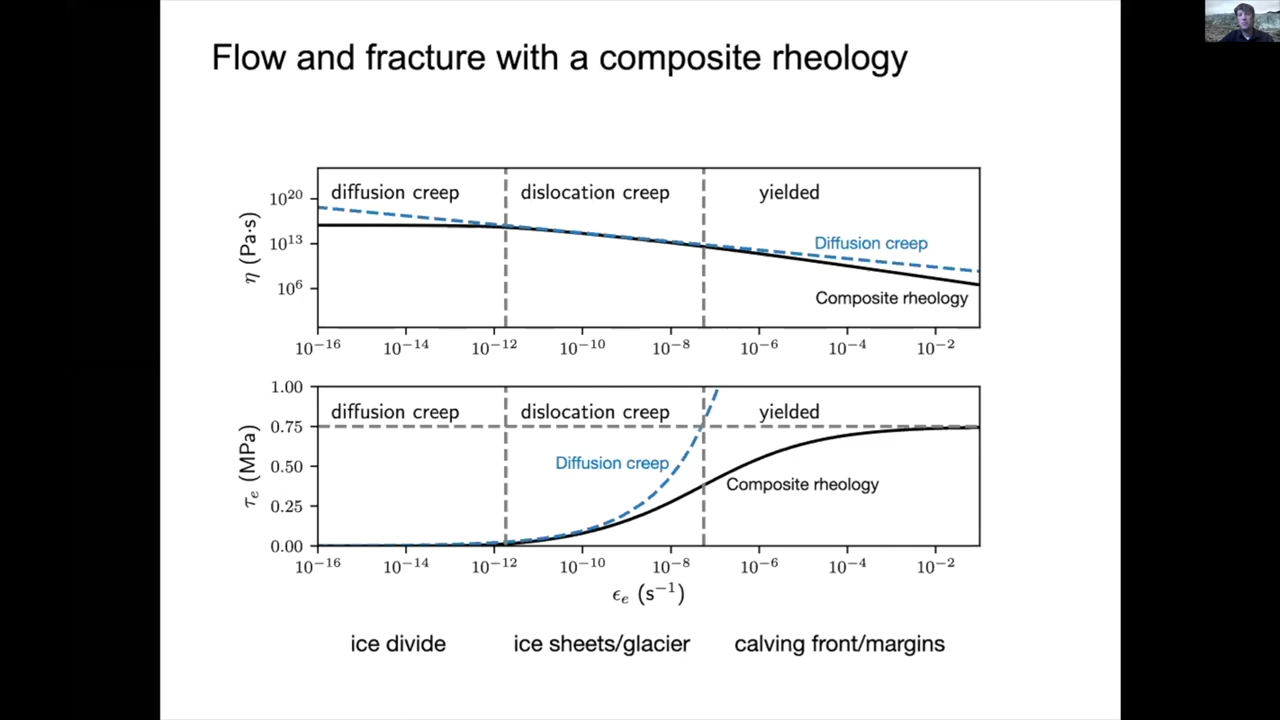 Flow and fracture with a composite rheology
diffusion creep dislocation creep yielded
10²⁰
10¹³
10⁶
η (Pa·s)
Diffusion creep
Composite rheology
10⁻¹⁶ 10⁻¹⁴ 10⁻¹² 10⁻¹⁰ 10⁻⁸ 10⁻⁶ 10⁻⁴ 10⁻²
1.00
diffusion creep dislocation creep yielded
0.75
0.50
0.25
0.00
τₑ (MPa)
Diffusion creep
Composite rheology
10⁻¹⁶ 10⁻¹⁴ 10⁻¹² 10⁻¹⁰ 10⁻⁸ 10⁻⁶ 10⁻⁴ 10⁻²
ϵₑ (s⁻¹)
ice divide ice sheets/glacier calving front/margins